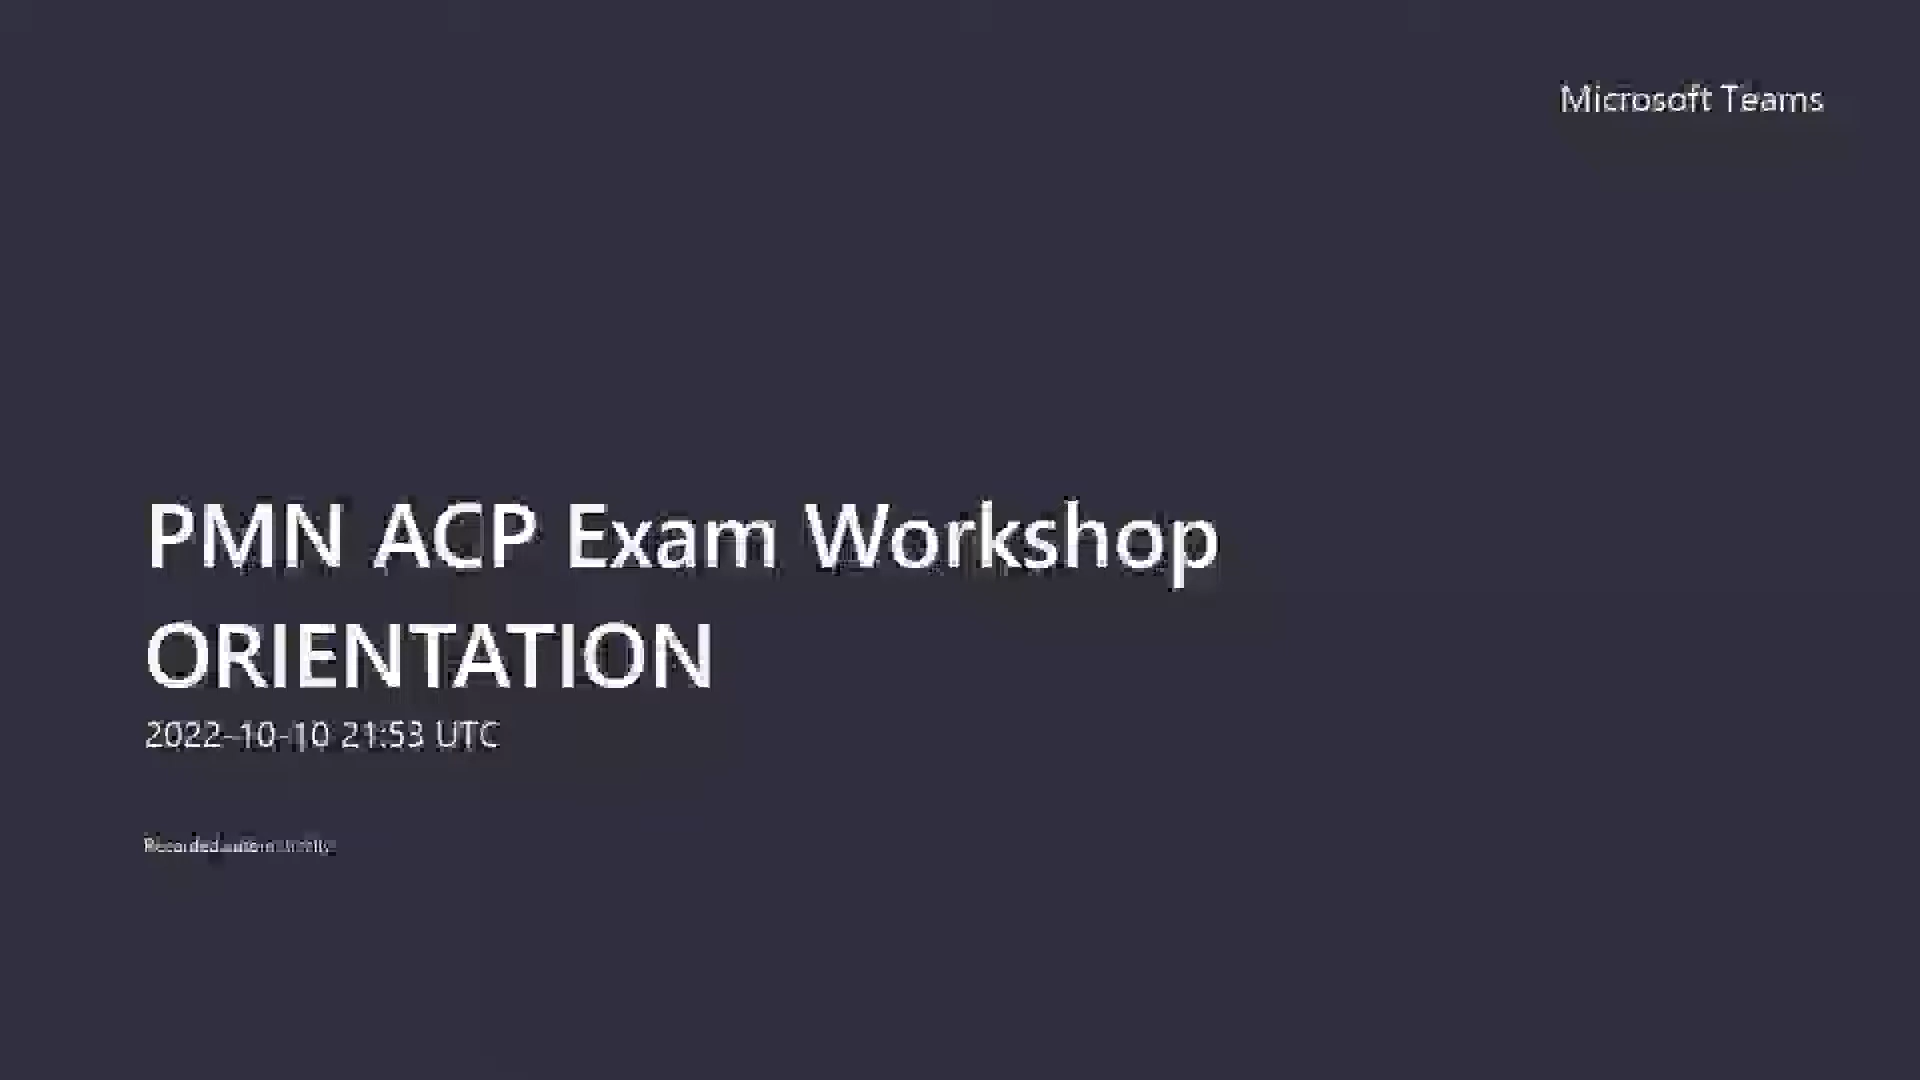 Microsoft Teams
PMN ACP Exam Workshop
ORIENTATION
2022-10-10 21:53 UTC
Recorded